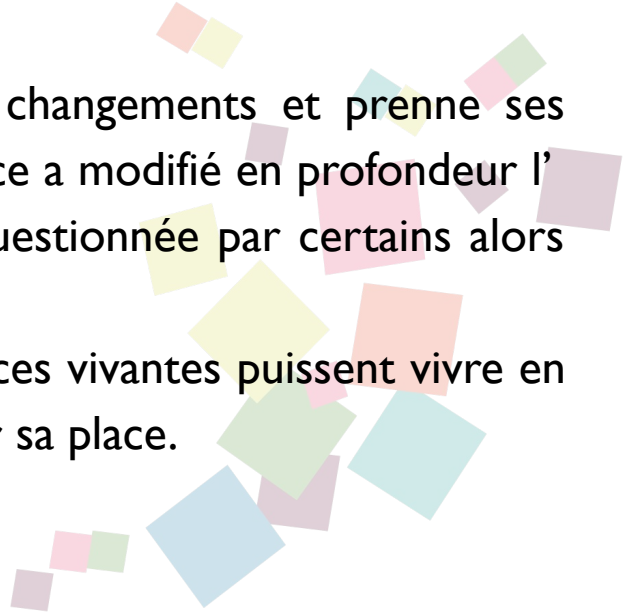 changements et prenne ses
ce a modifié en profondeur l’
uestionnée par certains alors
ces vivantes puissent vivre en
r sa place.